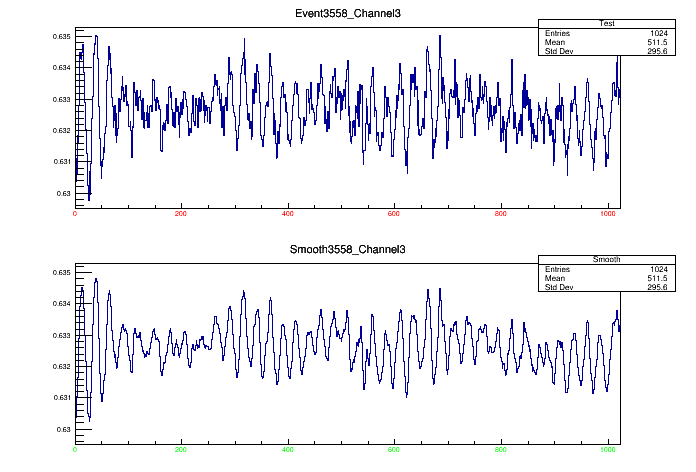 Event3558_Channel3
Test
Entries 1024
Mean 511.5
Std Dev 295.6
0.635
0.634
0.633
0.632
0.631
0.63
0 200 400 600 800 1000
Smooth3558_Channel3
Smooth
Entries 1024
Mean 511.5
Std Dev 295.6
0.635
0.634
0.633
0.632
0.631
0.63
0 200 400 600 800 1000